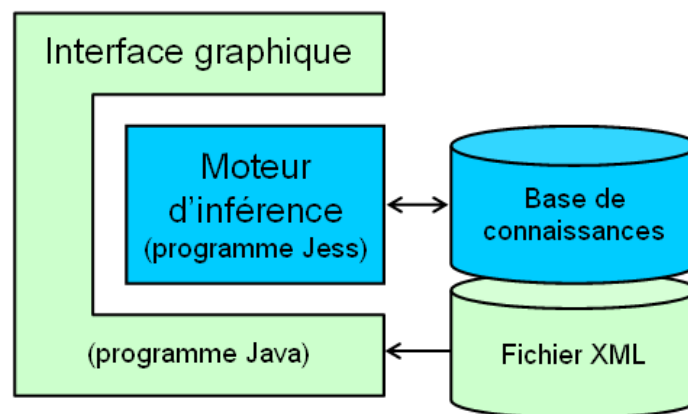 Interface graphique
Moteur
d'inférence
(programme Jess)
Base de
connaissances
(programme Java)
Fichier XML